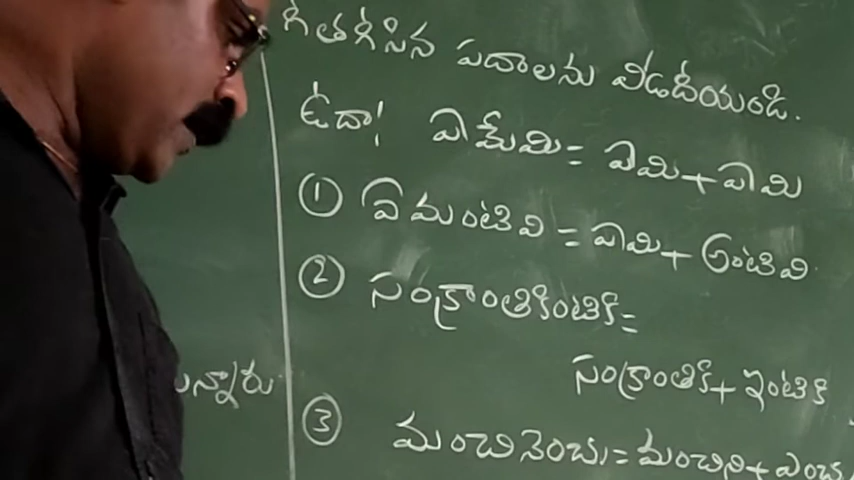 గీతగీసిన పదాలను విడదీయండి.
ఉదా! ఏమేమి = ఏమి + ఏమి
① ఏమంటివి = ఏమి + అంటివి
② సంక్రాంతికింటికి =
సంక్రాంతికి + ఇంటికి
న్నారు
③ మంచినెంచు = మంచిని + ఎంచు